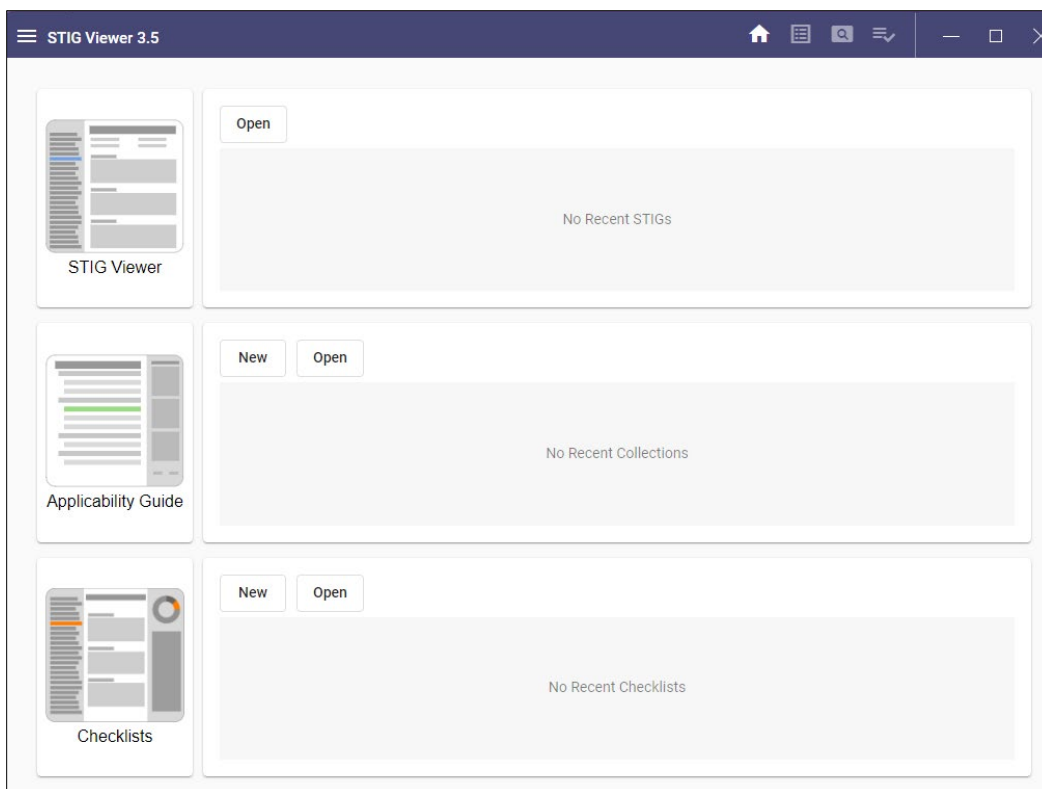 STIG Viewer 3.5
Open
No Recent STIGs
STIG Viewer
New Open
No Recent Collections
Applicability Guide
New Open
No Recent Checklists
Checklists